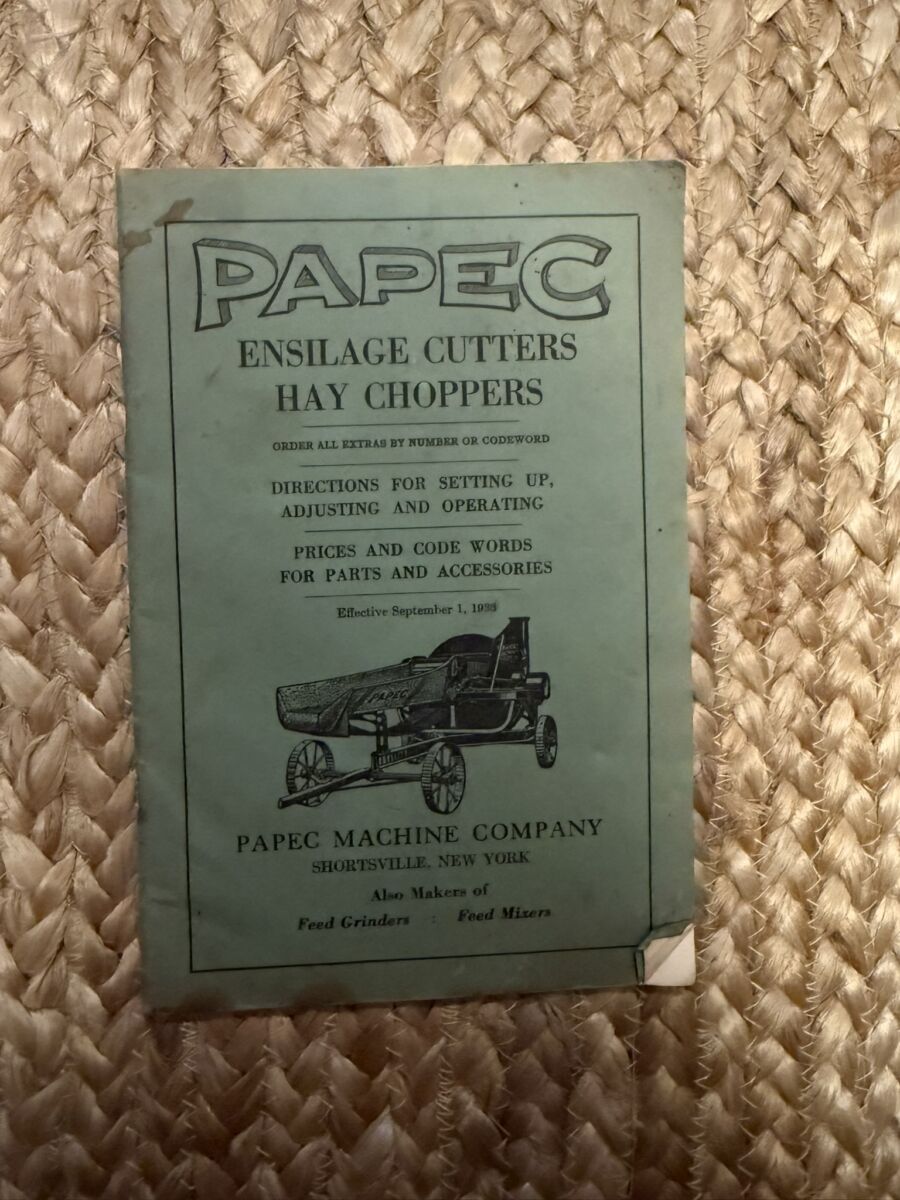 PAPEC
ENSILAGE CUTTERS
HAY CHOPPERS
ORDER ALL EXTRAS BY NUMBER OR CODEWORD
DIRECTIONS FOR SETTING UP,
ADJUSTING AND OPERATING
PRICES AND CODE WORDS
FOR PARTS AND ACCESSORIES
Effective September 1,
PAPEC
PAPEC MACHINE COMPANY
SHORTSVILLE, NEW YORK
Also Makers of
Feed Grinders : Feed Mixers